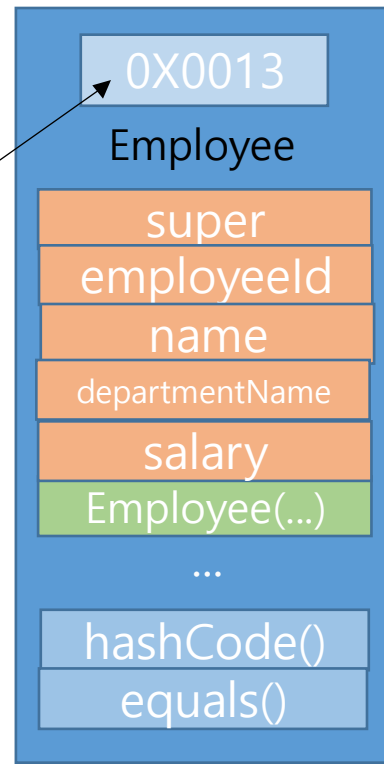 0X0013
Employee
super
employeeId
name
departmentName
salary
Employee(...)
...
hashCode()
equals()